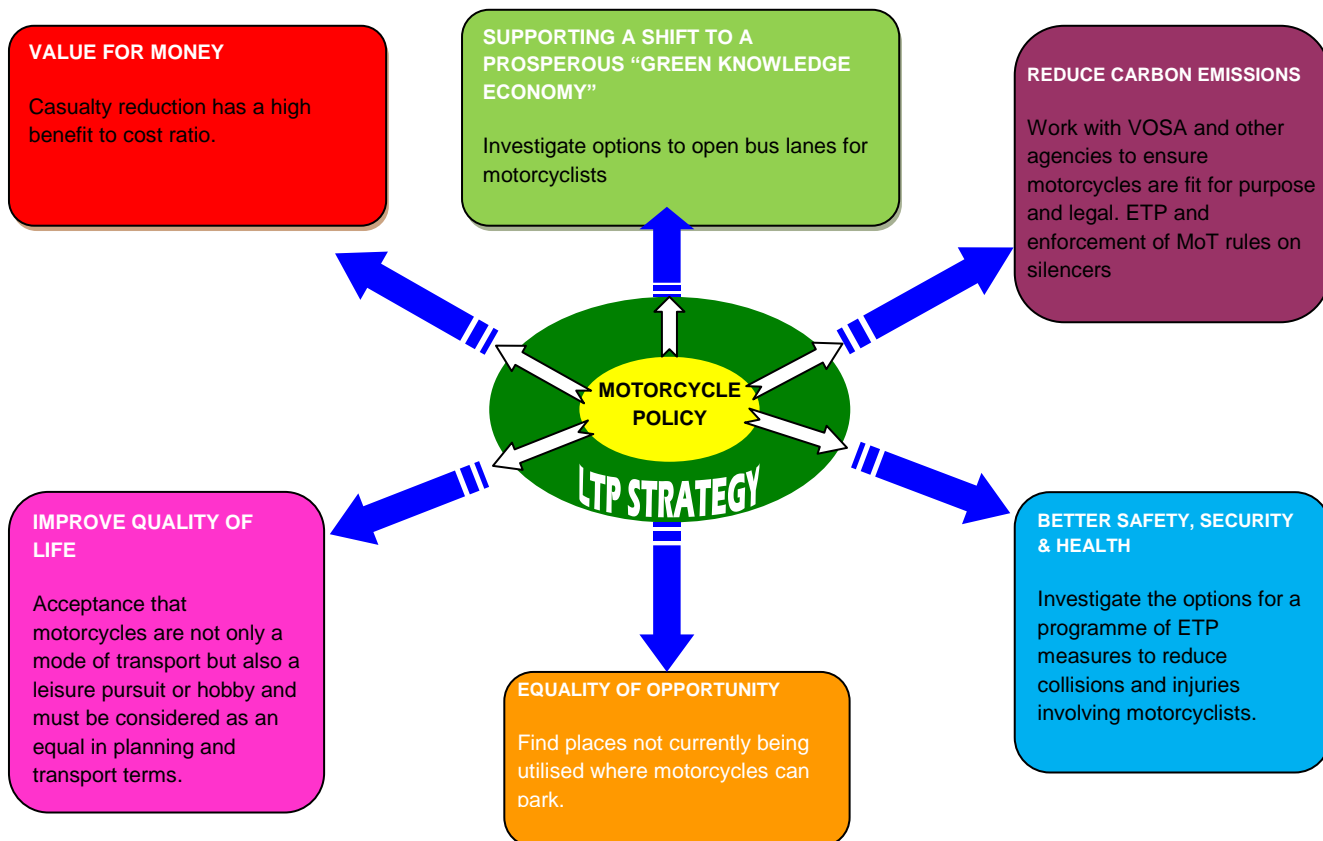 VALUE FOR MONEY
Casualty reduction has a high
benefit to cost ratio.
SUPPORTING A SHIFT TO A
PROSPEROUS “GREEN KNOWLEDGE
ECONOMY”
Investigate options to open bus lanes for
motorcyclists
REDUCE CARBON EMISSIONS
Work with VOSA and other
agencies to ensure
motorcycles are fit for purpose
and legal. ETP and
enforcement of MoT rules on
silencers
MOTORCYCLE
POLICY
LTP STRATEGY
IMPROVE QUALITY OF
LIFE
Acceptance that
motorcycles are not only a
mode of transport but also a
leisure pursuit or hobby and
must be considered as an
equal in planning and
transport terms.
EQUALITY OF OPPORTUNITY
Find places not currently being
utilised where motorcycles can
park.
BETTER SAFETY, SECURITY
& HEALTH
Investigate the options for a
programme of ETP
measures to reduce
collisions and injuries
involving motorcyclists.